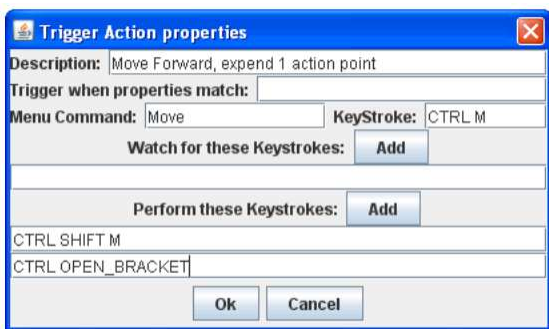 Trigger Action properties
Description: Move Forward, expend 1 action point
Trigger when properties match:
Menu Command: Move KeyStroke: CTRL M
Watch for these Keystrokes: Add
Perform these Keystrokes: Add
CTRL SHIFT M
CTRL OPEN_BRACKET
Ok Cancel